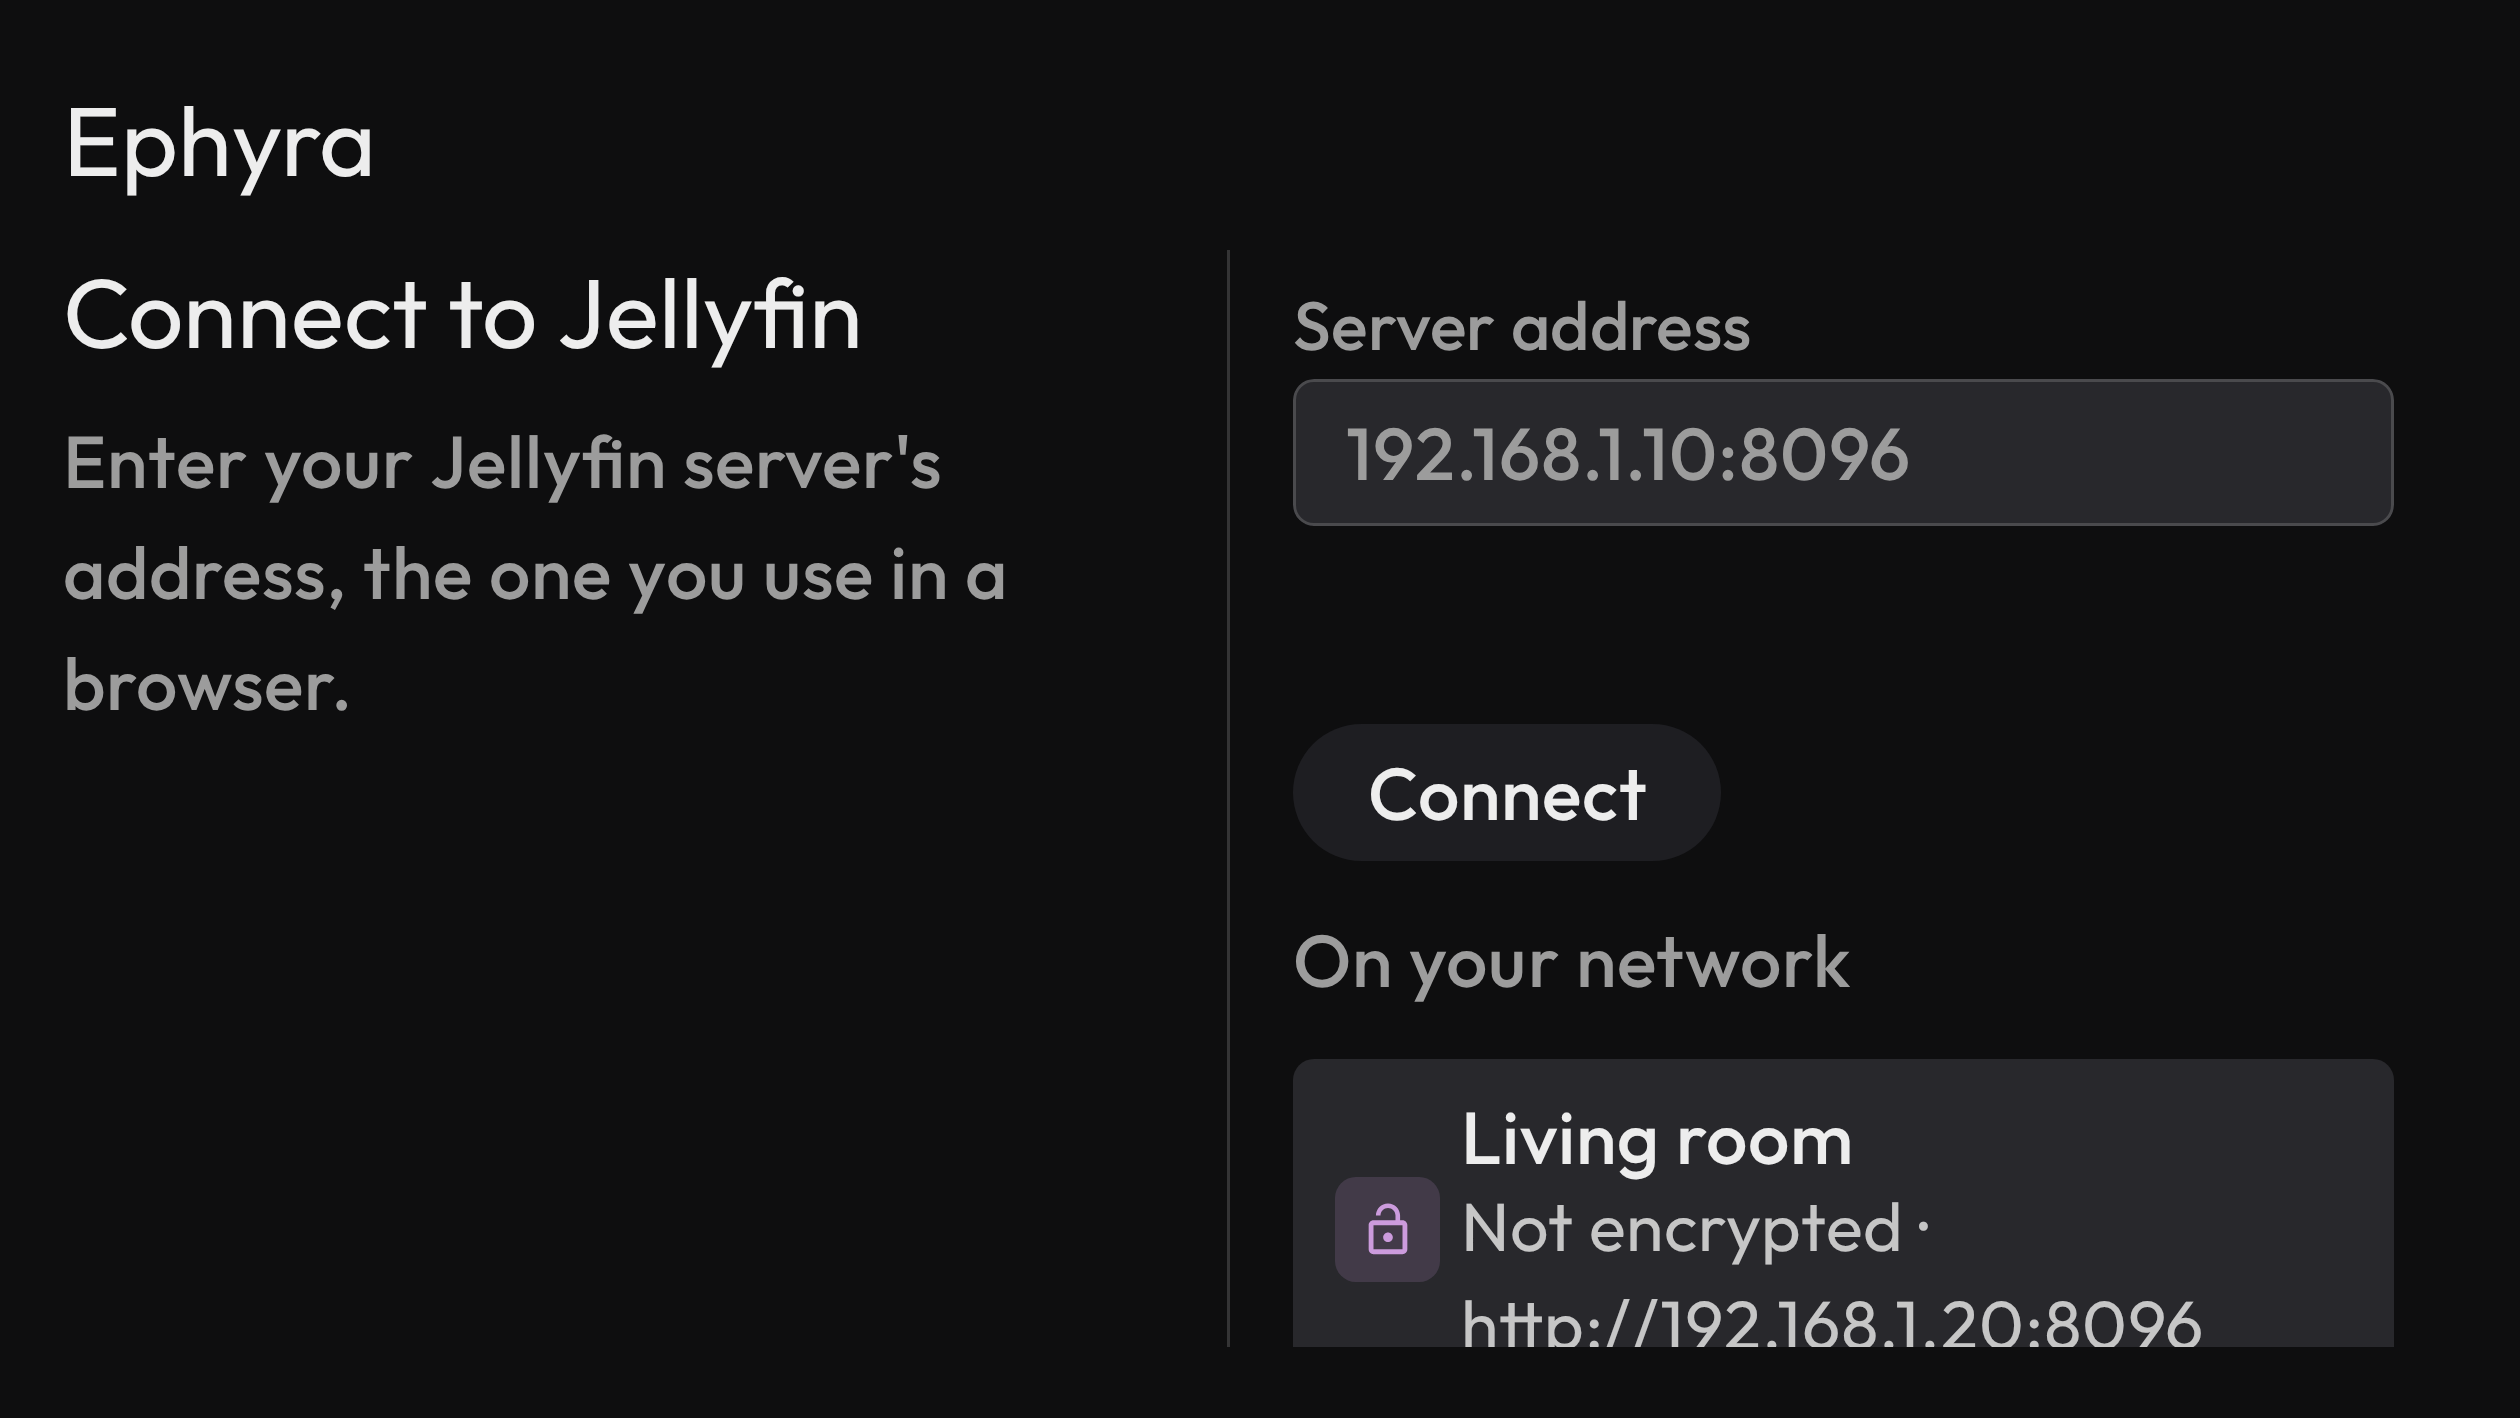 Ephyra
Connect to Jellyfin
Enter your Jellyfin server's
address, the one you use in a
browser.
Server address
192.168.1.10:8096
Connect
On your network
Living room
Not encrypted ·
http://192.168.1.20:8096